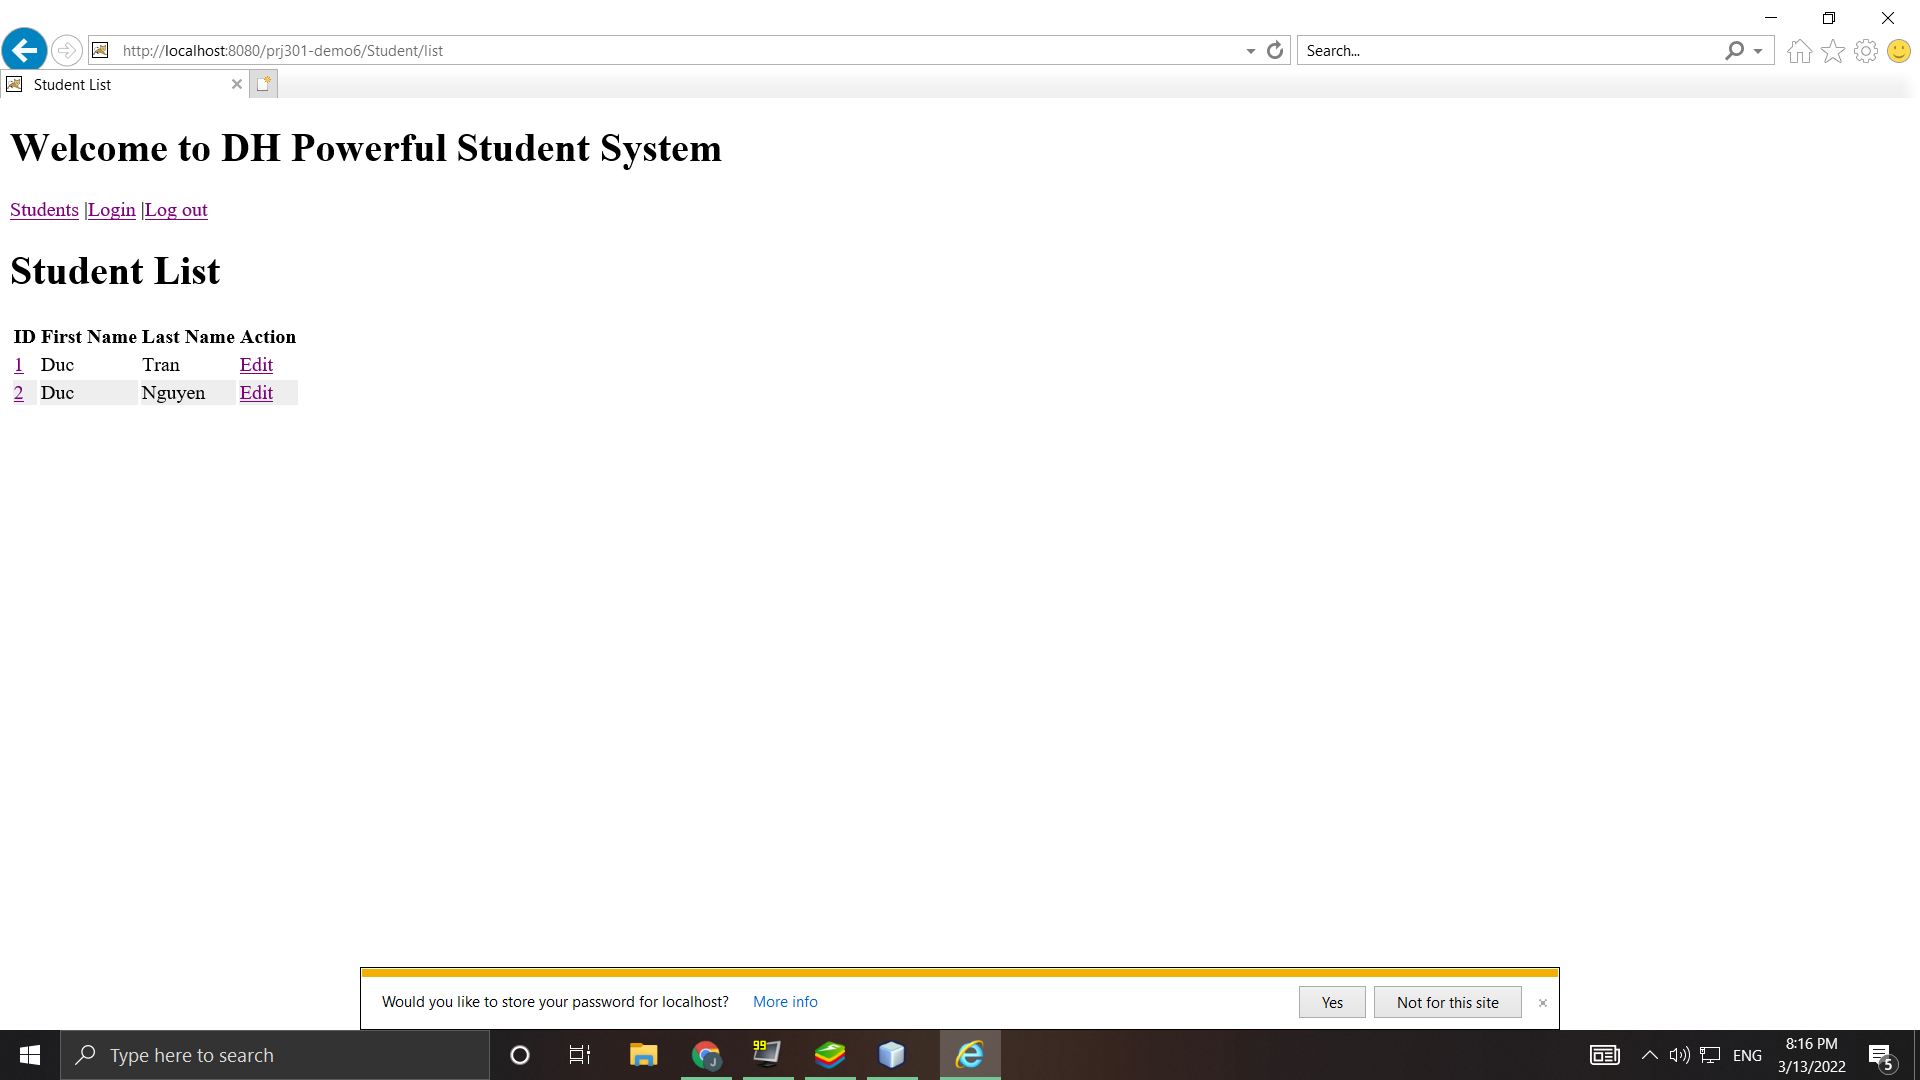 http://localhost:8080/prj301-demo6/Student/list
Search...
Student List
Welcome to DH Powerful Student System
Students |Login |Log out
Student List
ID First Name Last Name Action
1 Duc Tran Edit
2 Duc Nguyen Edit
Would you like to store your password for localhost? More info Yes Not for this site
Type here to search
99
J
ENG
8:16 PM
3/13/2022
5